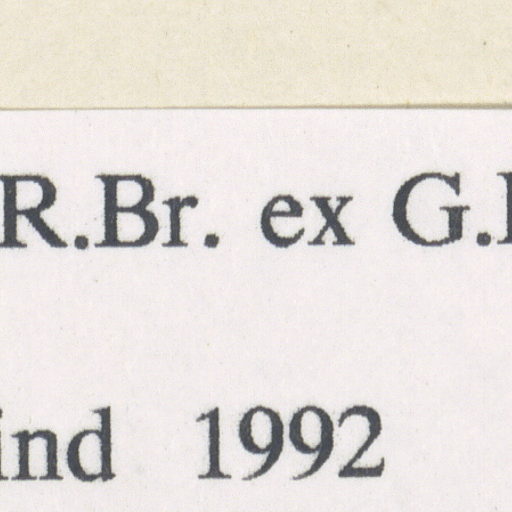 R.Br. ex G.
ind 1992